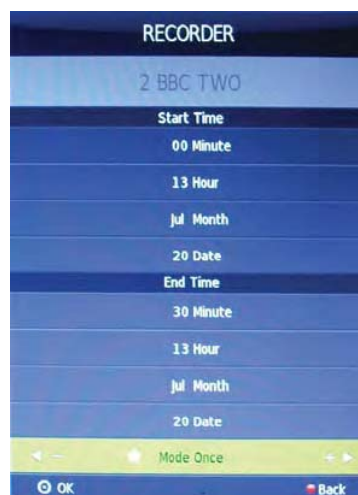 RECORDER
2 BBC TWO
Start Time
00 Minute
13 Hour
Jul Month
20 Date
End Time
30 Minute
13 Hour
Jul Month
20 Date
Mode Once
OK Back